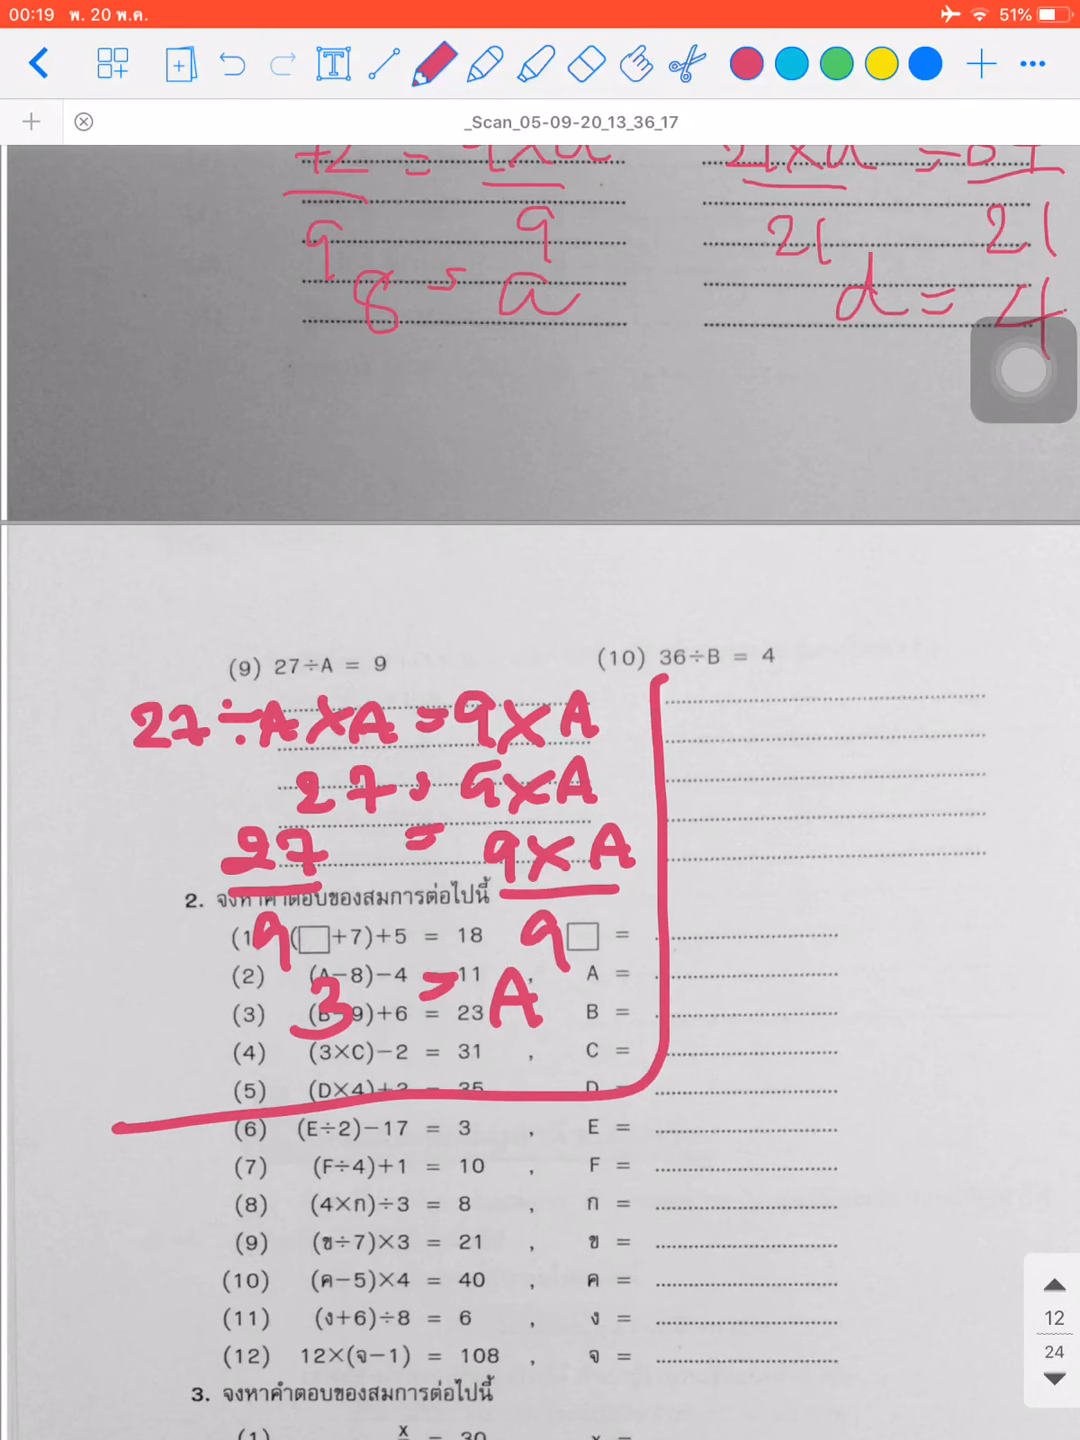 00:19 พ. 20 พ.ค. 51%
_Scan_05-09-20_13_36_17
9 9 21 21
8 = a d = 4
(9) 27÷A = 9 (10) 36÷B = 4
27÷A×A = 9×A
27 = 9×A
27 = 9×A
2. จงหาคำตอบของสมการต่อไปนี้
9 9
(□+7)+5 = 18 □ =
(2) (A−8)−4 = 11 , A =
3 = A
(3) 9)+6 = 23 B =
(4) (3×C)−2 = 31 , C =
(5) (D×4)+3 = 35 D =
(6) (E÷2)−17 = 3 , E =
(7) (F÷4)+1 = 10 , F =
(8) (4×ก)÷3 = 8 , ก =
(9) (ข÷7)×3 = 21 , ข =
(10) (ค−5)×4 = 40 , ค =
(11) (ง+6)÷8 = 6 , ง =
(12) 12×(จ−1) = 108 , จ =
3. จงหาคำตอบของสมการต่อไปนี้
(1) x = 30 x =
12
24